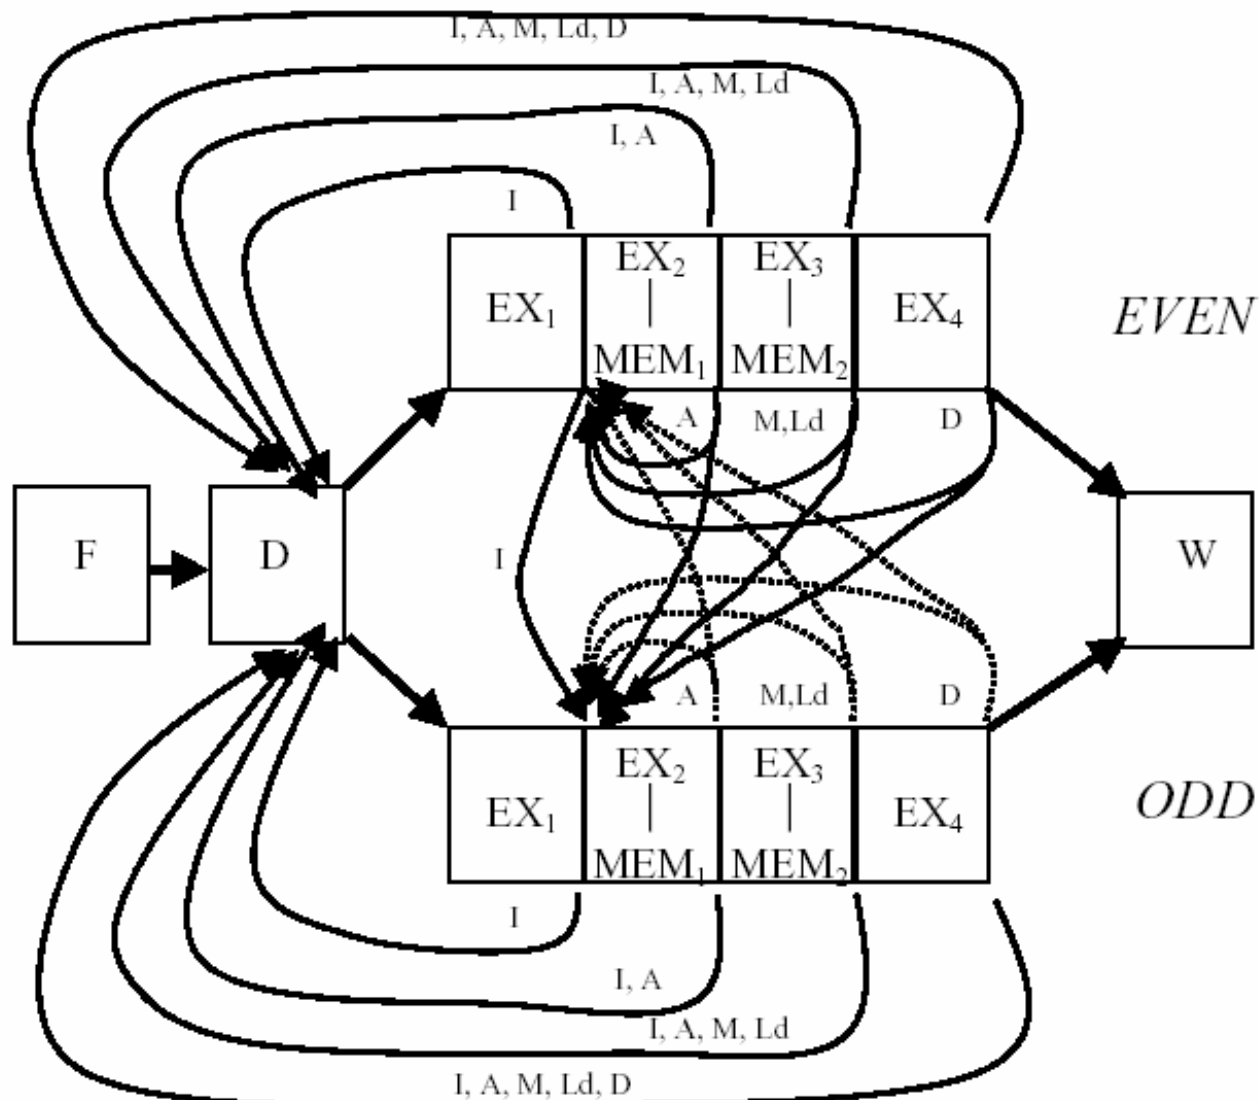 I, A, M, Ld, D
I, A, M, Ld
I, A
I
EX₁
EX₂
MEM₁
EX₃
MEM₂
EX₄
EVEN
A
M,Ld
D
F
D
I
W
A
M,Ld
D
EX₁
EX₂
MEM₁
EX₃
MEM₂
EX₄
ODD
I
I, A
I, A, M, Ld
I, A, M, Ld, D